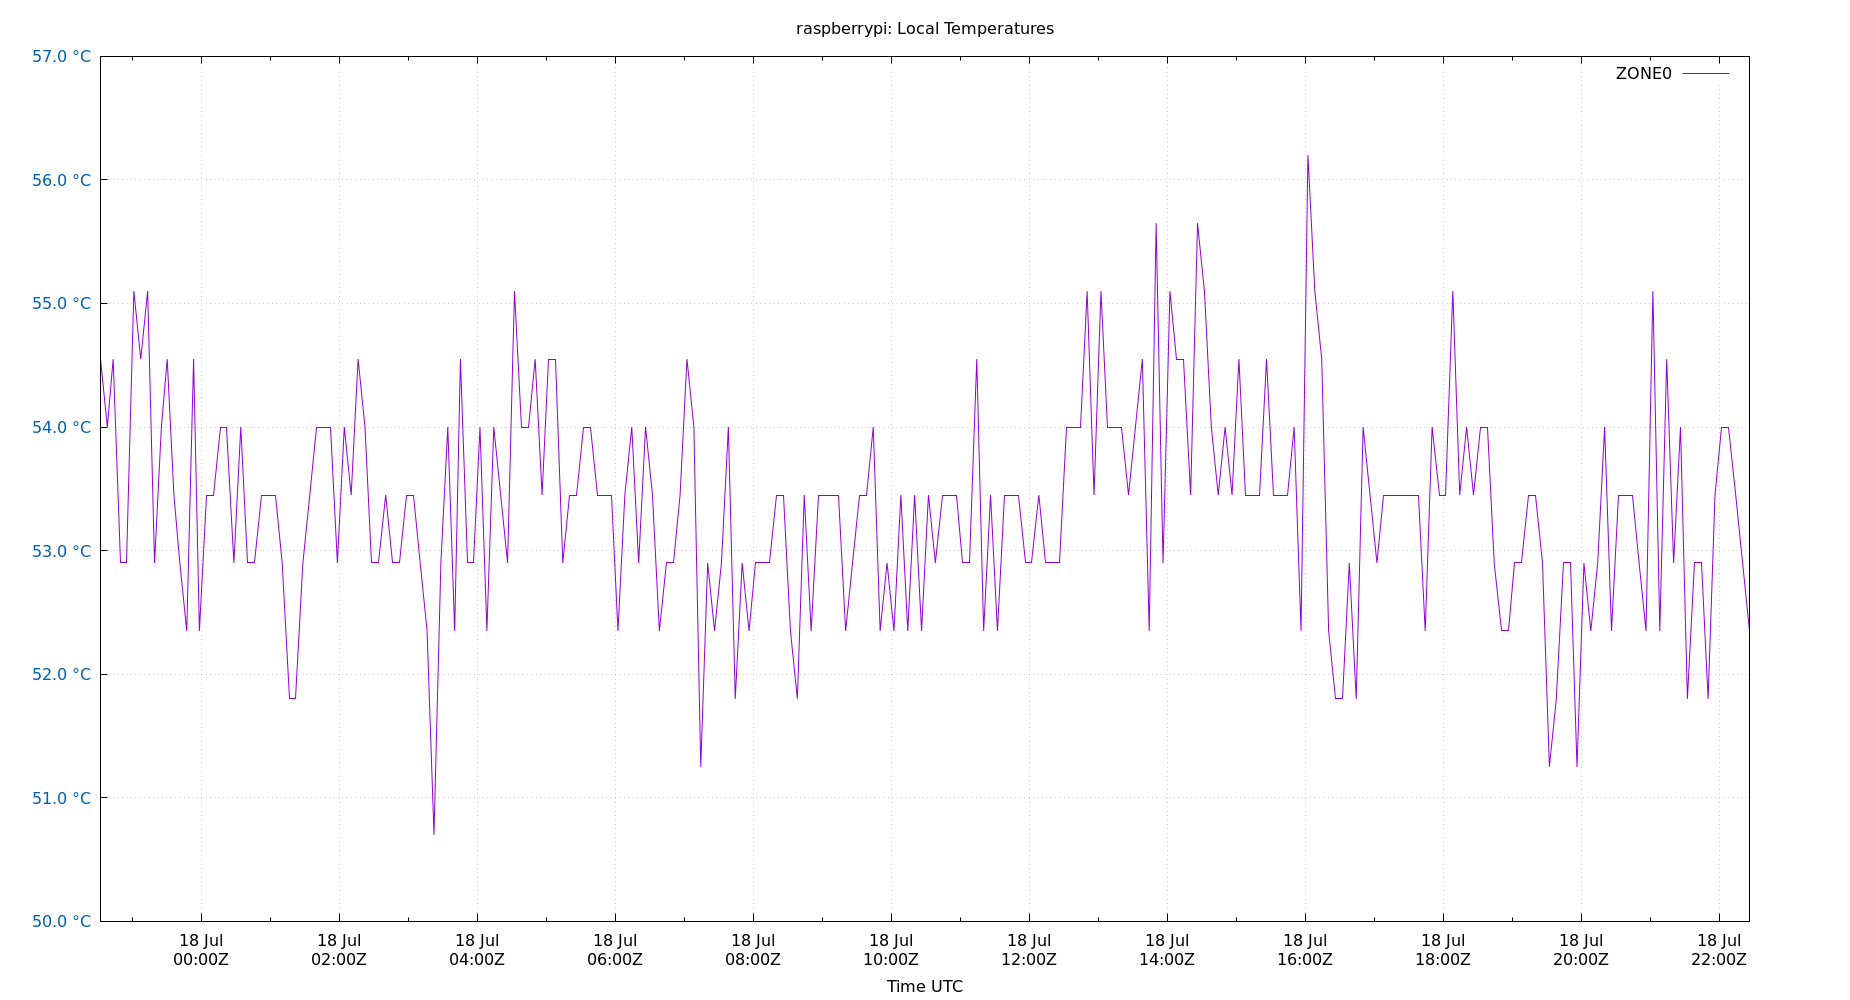 raspberrypi: Local Temperatures
57.0 °C
ZONE0
56.0 °C
55.0 °C
54.0 °C
53.0 °C
52.0 °C
51.0 °C
50.0 °C
18 Jul 18 Jul 18 Jul 18 Jul 18 Jul 18 Jul 18 Jul 18 Jul 18 Jul 18 Jul 18 Jul 18 Jul
00:00Z 02:00Z 04:00Z 06:00Z 08:00Z 10:00Z 12:00Z 14:00Z 16:00Z 18:00Z 20:00Z 22:00Z
Time UTC